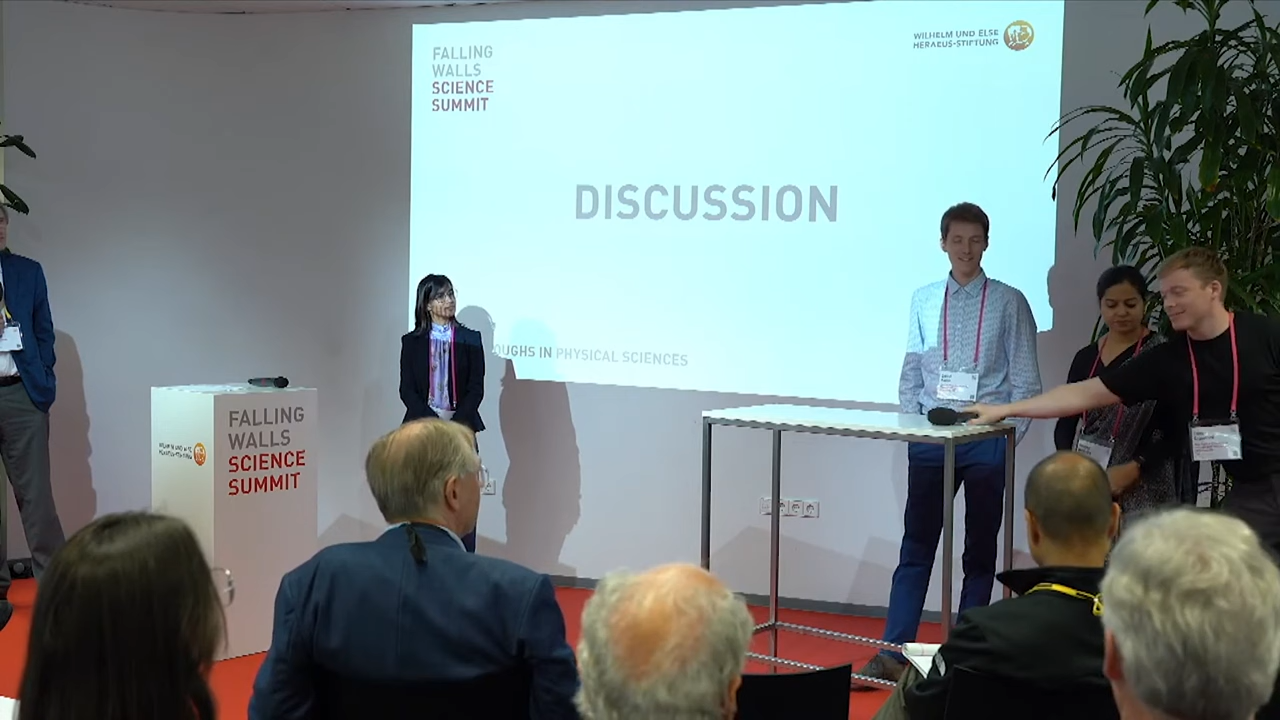 FALLING
WALLS
SCIENCE
SUMMIT
WILHELM UND ELSE
HERAEUS-STIFTUNG
DISCUSSION
OUGHS IN PHYSICAL SCIENCES
FALLING
WALLS
SCIENCE
SUMMIT